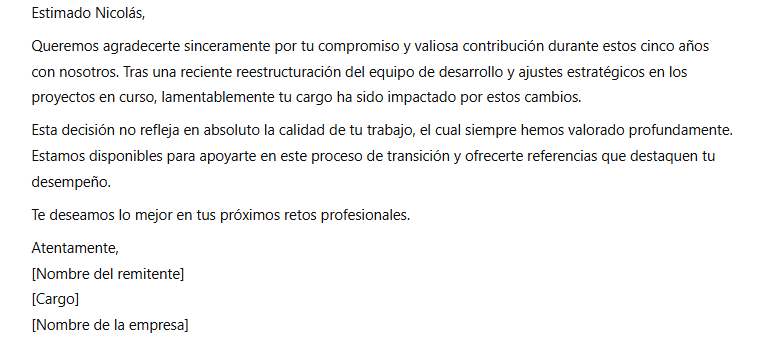 Estimado Nicolás,
Queremos agradecerte sinceramente por tu compromiso y valiosa contribución durante estos cinco años
con nosotros. Tras una reciente reestructuración del equipo de desarrollo y ajustes estratégicos en los
proyectos en curso, lamentablemente tu cargo ha sido impactado por estos cambios.
Esta decisión no refleja en absoluto la calidad de tu trabajo, el cual siempre hemos valorado profundamente.
Estamos disponibles para apoyarte en este proceso de transición y ofrecerte referencias que destaquen tu
desempeño.
Te deseamos lo mejor en tus próximos retos profesionales.
Atentamente,
[Nombre del remitente]
[Cargo]
[Nombre de la empresa]